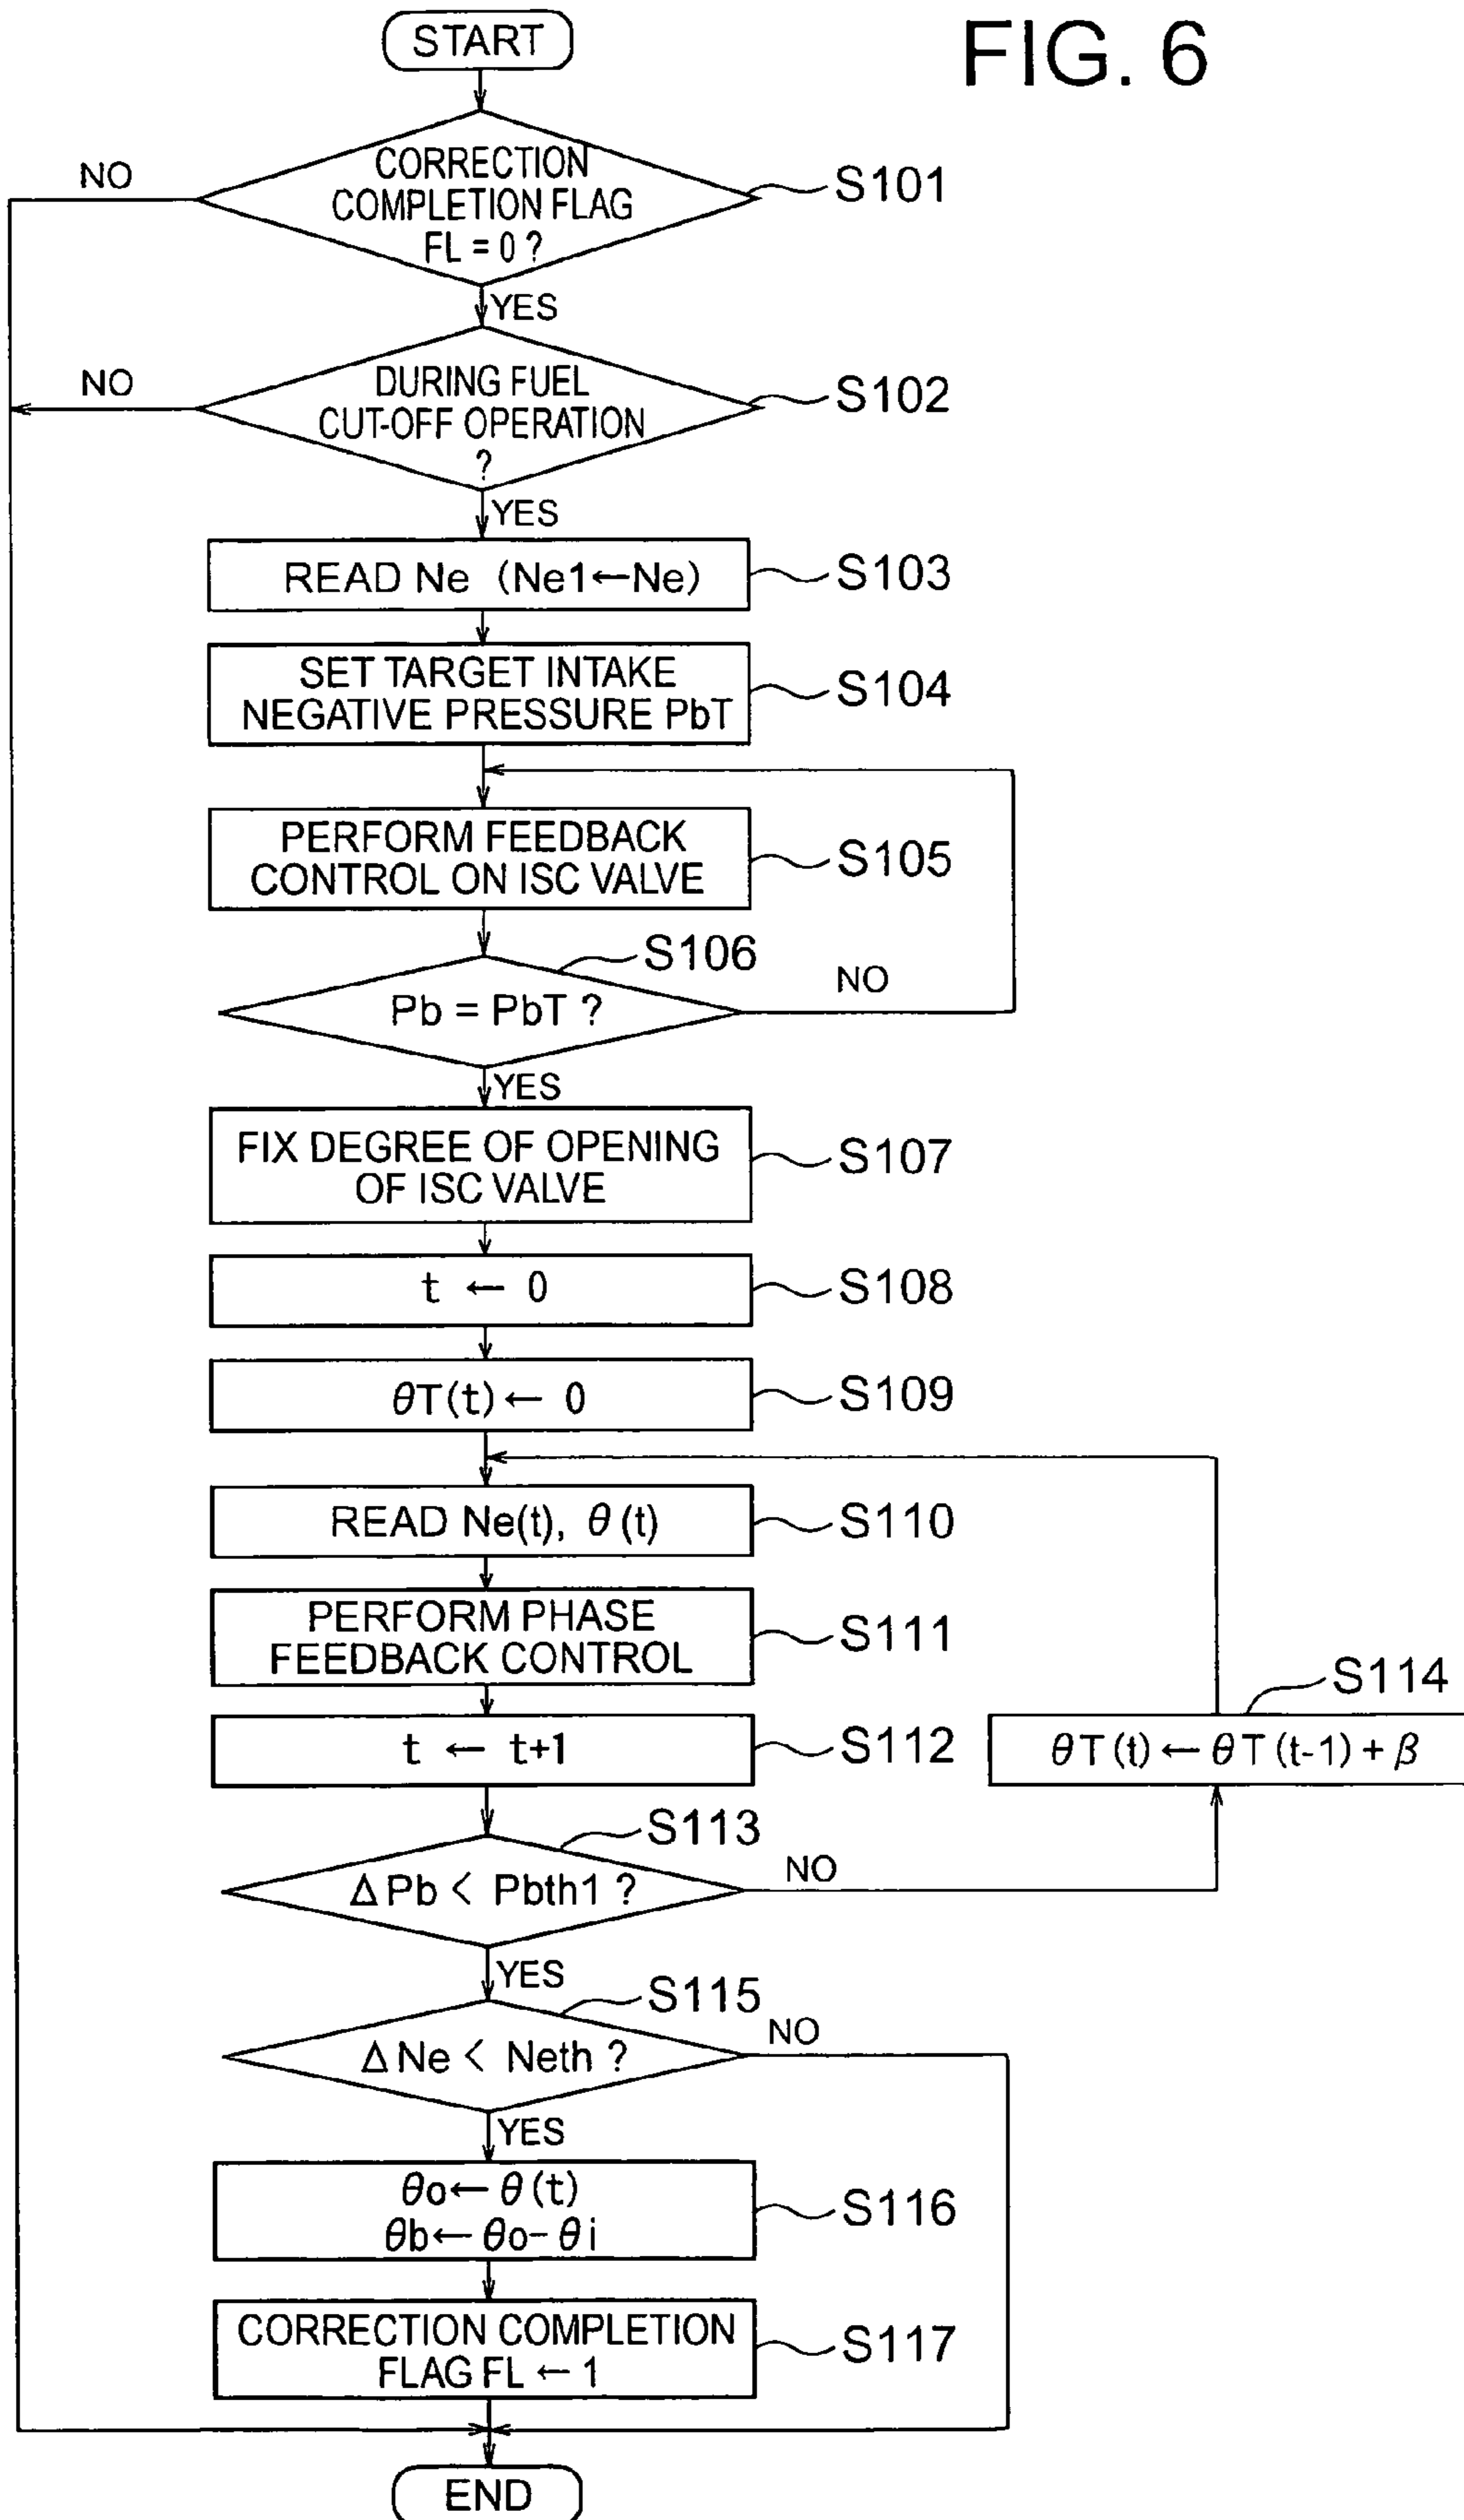 FIG. 6
START
CORRECTION
COMPLETION FLAG
FL = 0 ?
S101
NO
YES
DURING FUEL
CUT-OFF OPERATION
?
S102
NO
YES
READ Ne (Ne1←Ne)
S103
SET TARGET INTAKE
NEGATIVE PRESSURE PbT
S104
PERFORM FEEDBACK
CONTROL ON ISC VALVE
S105
S106
Pb = PbT ?
NO
YES
FIX DEGREE OF OPENING
OF ISC VALVE
S107
t ← 0
S108
θT(t) ← 0
S109
READ Ne(t), θ(t)
S110
PERFORM PHASE
FEEDBACK CONTROL
S111
t ← t+1
S112
S114
θT(t) ← θT(t-1) + β
S113
ΔPb < Pbth1 ?
NO
YES
S115
ΔNe < Neth ?
NO
YES
θo ← θ(t)
θb ← θo - θi
S116
CORRECTION COMPLETION
FLAG FL ← 1
S117
END